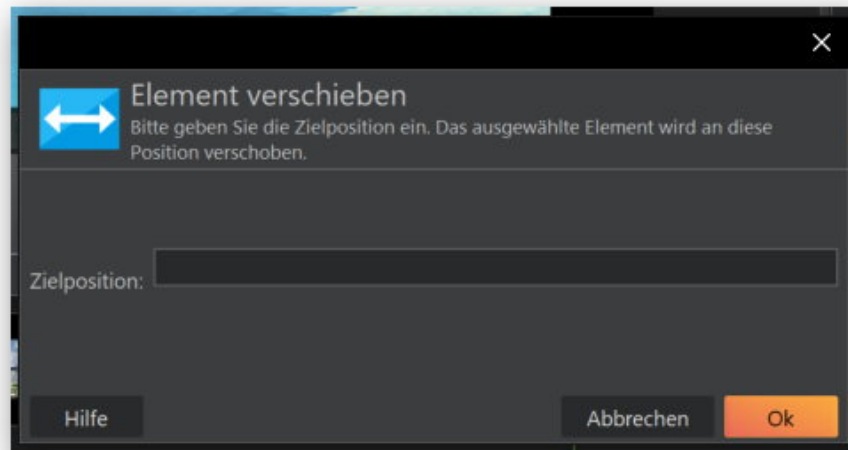 Element verschieben
Bitte geben Sie die Zielposition ein. Das ausgewählte Element wird an diese
Position verschoben.
Zielposition:
Hilfe
Abbrechen
Ok